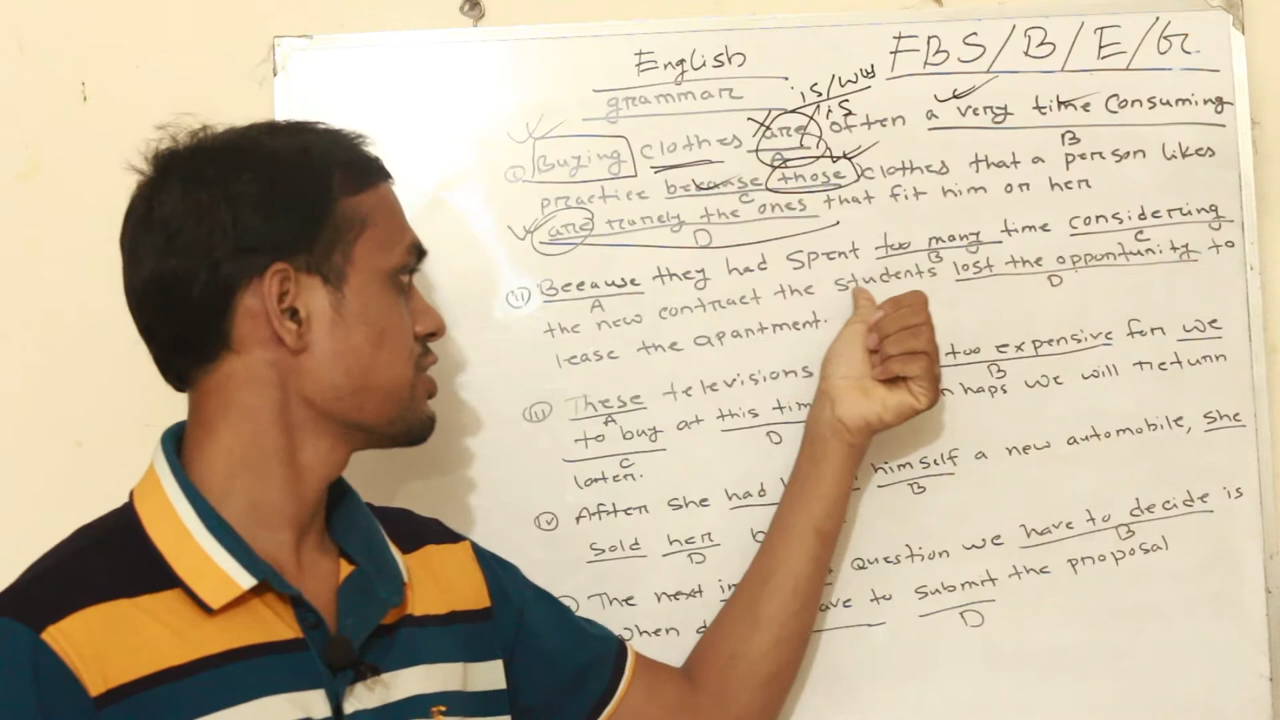 English
grammar
FBS/B/E/G
is/was
is
(i) Buying clothes are often a very time consuming
A B
practice because those clothes that a person likes
C
are rarely the ones that fit him or her
D
(ii) Because they had spent too many time considering
A B C
the new contract the students lost the opportunity to
D
lease the apartment.
These televisions too expensive for we
A B
to buy at this tim haps we will return
C D
later.
(iv) After she had himself a new automobile, she
B
sold her b
D
The next question we have to decide is
B
when ave to submit the proposal
D